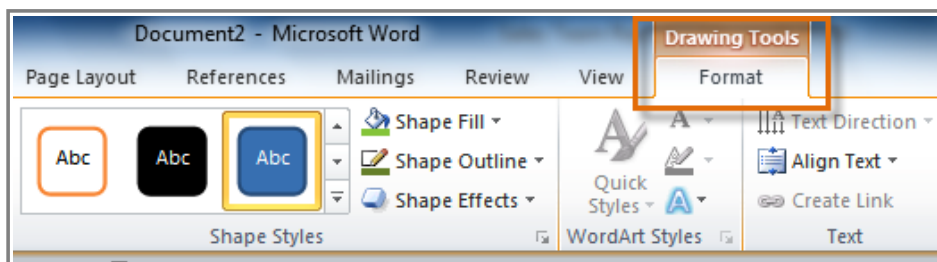 Document2 - Microsoft Word
Drawing Tools
Page Layout References Mailings Review View Format
Abc Abc Abc
Shape Fill
Shape Outline
Shape Effects
Shape Styles
A
Quick
Styles
A
A
WordArt Styles
Text Direction
Align Text
Create Link
Text